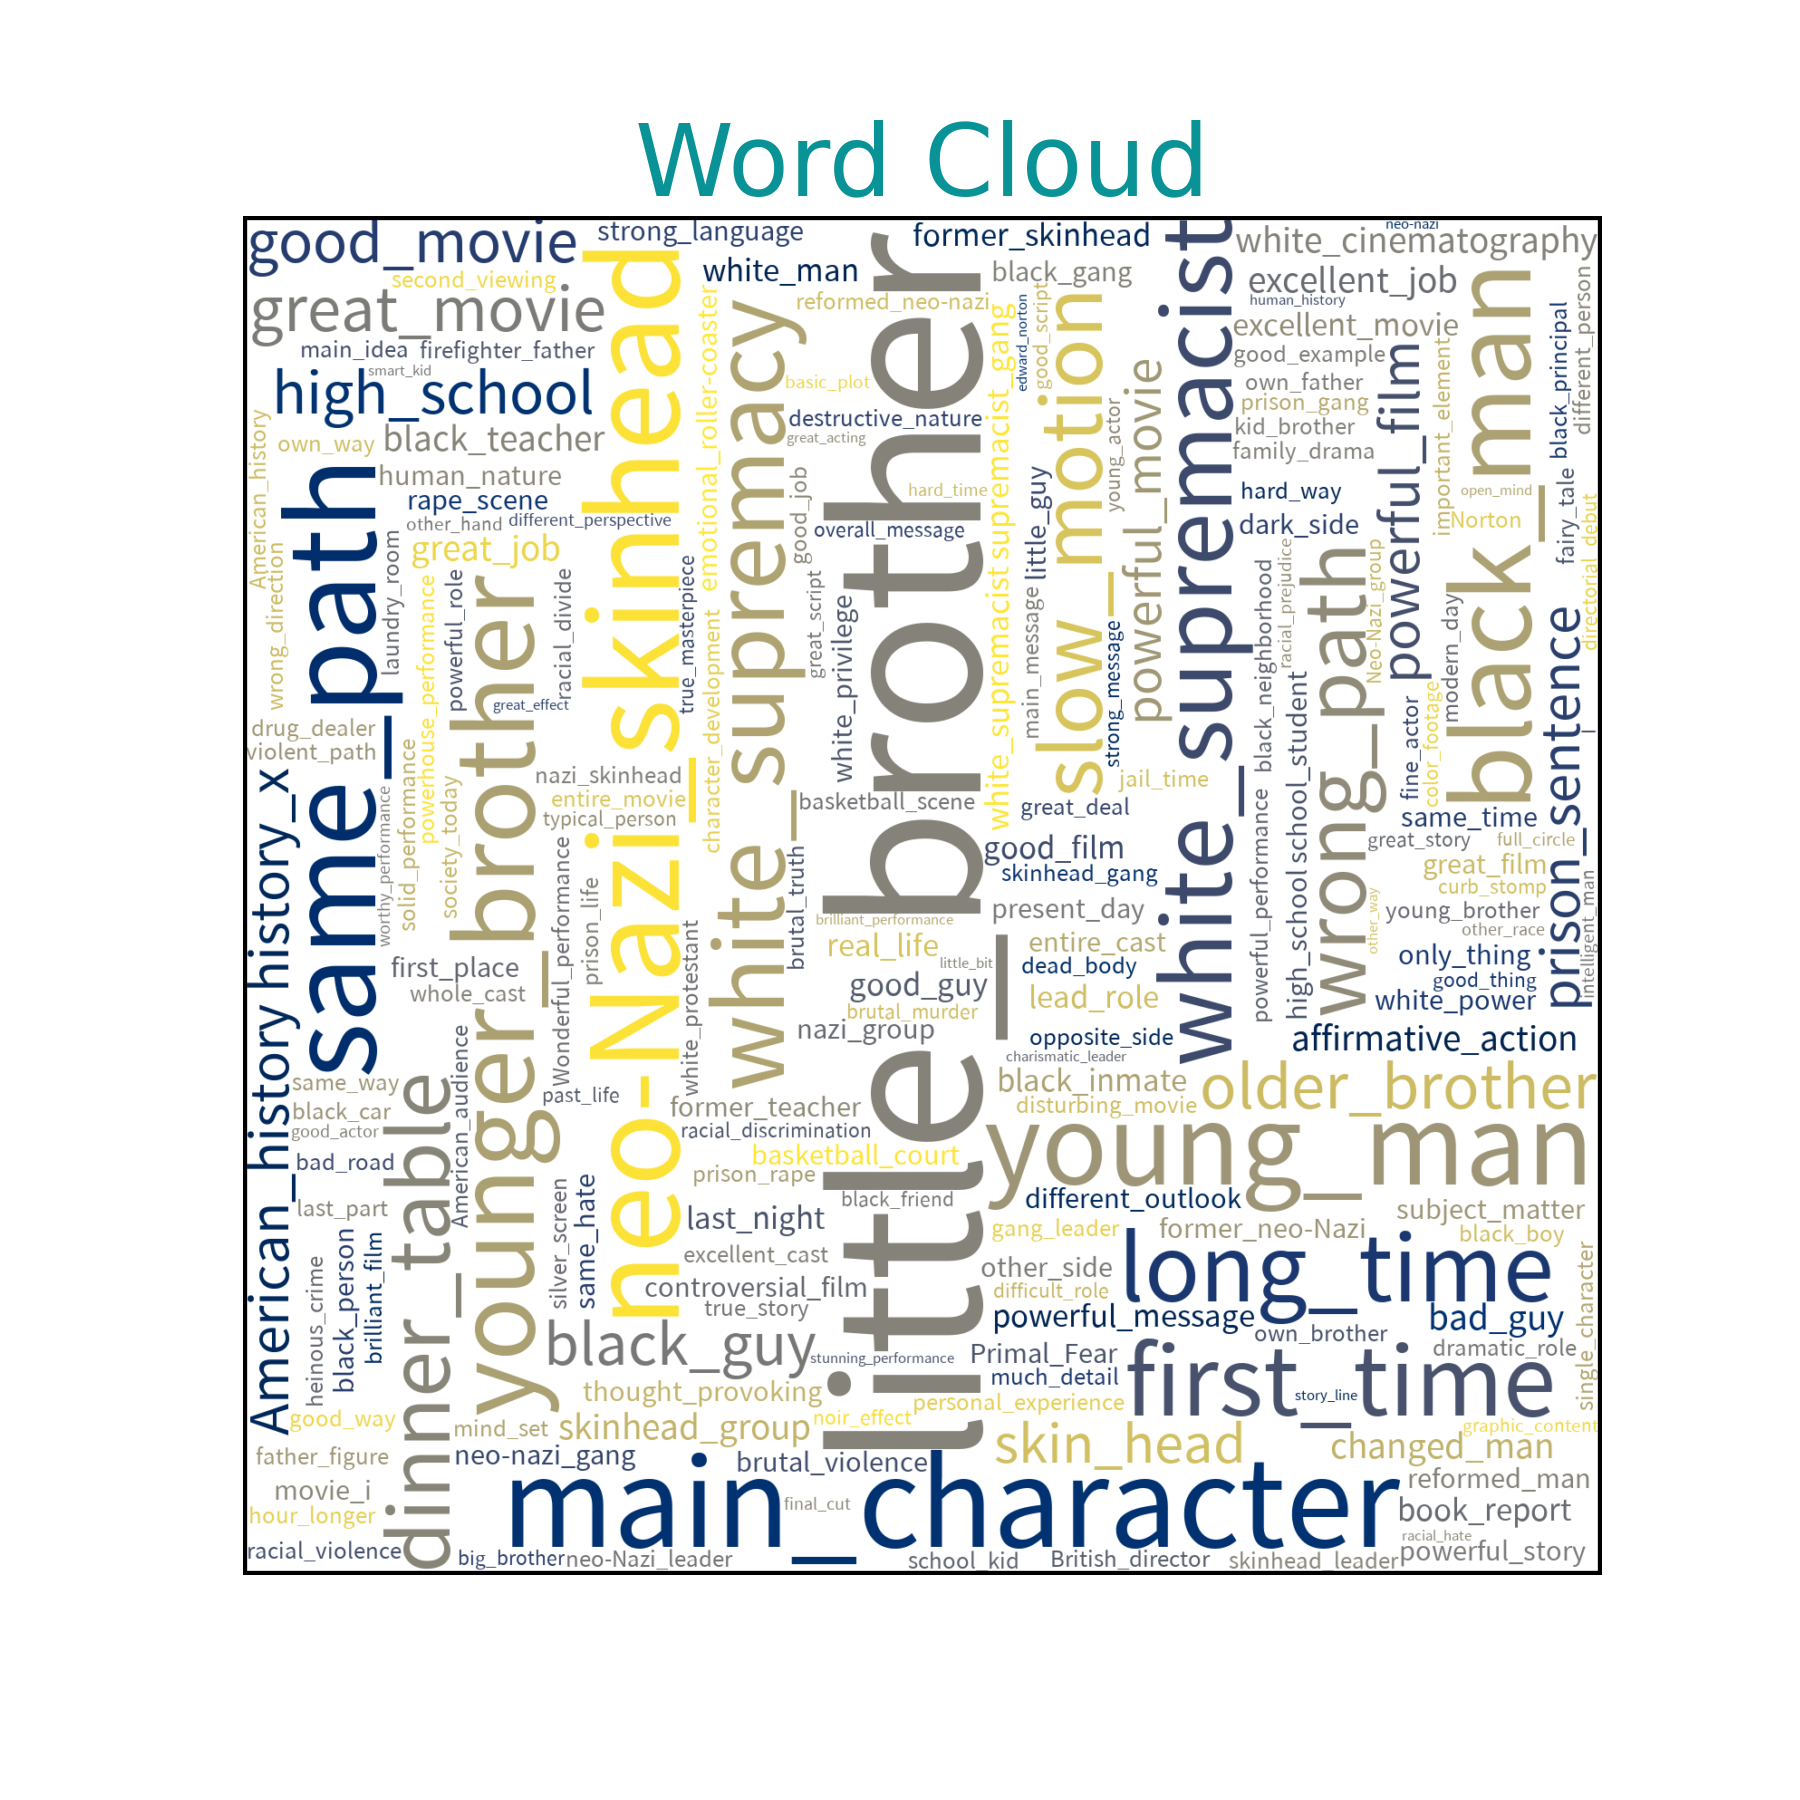 Word Cloud
good_movie
strong_language
former_skinhead
neo-nazi
white_cinematography
second_viewing
white_man
black_gang
excellent_job
great_movie
reformed_neo-nazi
human_history
main_idea
firefighter_father
smart_kid
high_school
basic_plot
destructive_nature
great_acting
excellent_movie
good_example
own_father
prison_gang
kid_brother
family_drama
own_way
black_teacher
human_nature
rape_scene
other_hand
different_perspective
great_job
hard_time
overall_message
hard_way
dark_side
open_mind
Norton
American_history
wrong_direction
same_path
laundry_room
powerhouse_performance
powerful_role
racial_divide
great_effect
neo-Nazi_skinhead
true_masterpiece
emotional_roller-coaster
character_development
white_supremacy
good_job
great_script
white_privilege
little_brother
white_supremacist supremacist_gang
edward_norton
good_script
little_guy
main_message
slow_motion
young_actor
strong_message
powerful_movie
white_supremacist
black_neighborhood
racial_prejudice
high_school school_student
powerful_performance
wrong_path
Neo-Nazi_group
powerful_film
important_element
modern_day
fine_actor
color_footage
black_man
black_principal
different_person
fairy_tale
directorial_debut
prison_sentence
drug_dealer
violent_path
nazi_skinhead
entire_movie
typical_person
basketball_scene
jail_time
great_deal
same_time
great_story
full_circle
good_film
skinhead_gang
great_film
curb_stomp
American_history history_x
worthy_performance
solid_performance
society_today
younger_brother
Wonderful_performance
prison_life
white_protestant
brutal_truth
brilliant_performance
present_day
young_brother
other_race
other_way
intelligent_man
real_life
entire_cast
little_bit
dead_body
only_thing
good_thing
first_place
whole_cast
good_guy
lead_role
white_power
brutal_murder
nazi_group
opposite_side
affirmative_action
charismatic_leader
same_way
past_life
black_inmate
older_brother
black_car
former_teacher
disturbing_movie
good_actor
racial_discrimination
young_man
bad_road
basketball_court
prison_rape
American_audience
dinner_table
last_part
black_friend
different_outlook
subject_matter
last_night
gang_leader
former_neo-Nazi
black_boy
silver_screen
same_hate
heinous_crime
black_person
brilliant_film
excellent_cast
other_side
long_time
controversial_film
difficult_role
true_story
powerful_message
bad_guy
single_character
black_guy
own_brother
stunning_performance
Primal_Fear
dramatic_role
much_detail
first_time
thought_provoking
story_line
personal_experience
good_way
mind_set
skinhead_group
noir_effect
graphic_content
father_figure
neo-nazi_gang
brutal_violence
skin_head
changed_man
movie_i
main_character
reformed_man
hour_longer
final_cut
book_report
racial_hate
racial_violence
big_brother
neo-Nazi_leader
school_kid
British_director
skinhead_leader
powerful_story